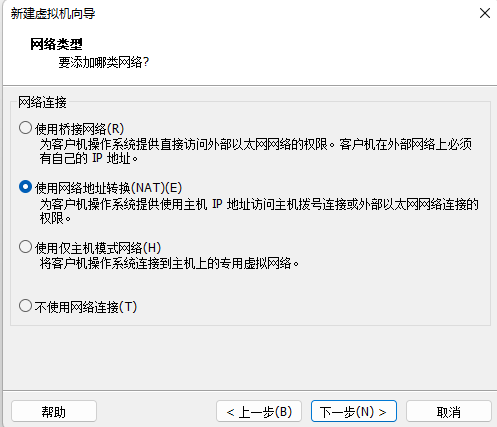 新建虚拟机向导
网络类型
要添加哪类网络?
网络连接
使用桥接网络(R)
为客户机操作系统提供直接访问外部以太网网络的权限。客户机在外部网络上必须
有自己的 IP 地址。
使用网络地址转换(NAT)(E)
为客户机操作系统提供使用主机 IP 地址访问主机拨号连接或外部以太网网络连接的
权限。
使用仅主机模式网络(H)
将客户机操作系统连接到主机上的专用虚拟网络。
不使用网络连接(T)
帮助
< 上一步(B)
下一步(N) >
取消